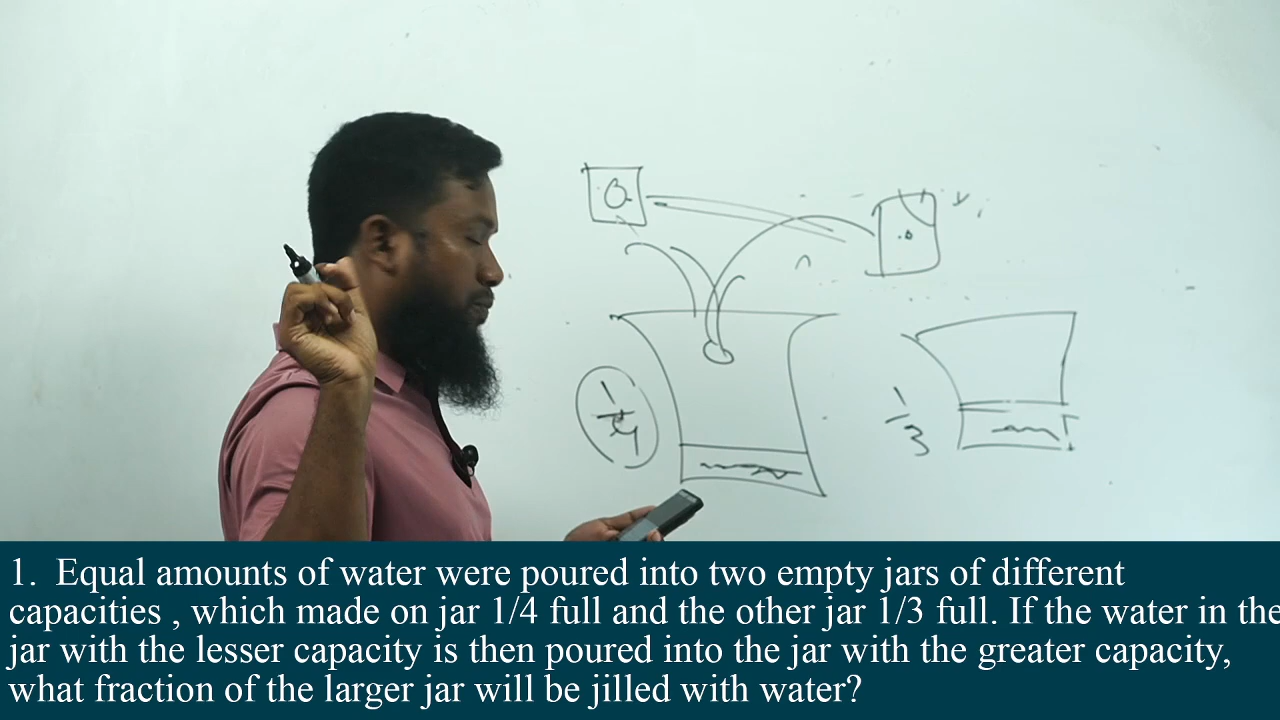 1/4
1/3
1. Equal amounts of water were poured into two empty jars of different
capacities , which made on jar 1/4 full and the other jar 1/3 full. If the water in the
jar with the lesser capacity is then poured into the jar with the greater capacity,
what fraction of the larger jar will be jilled with water?